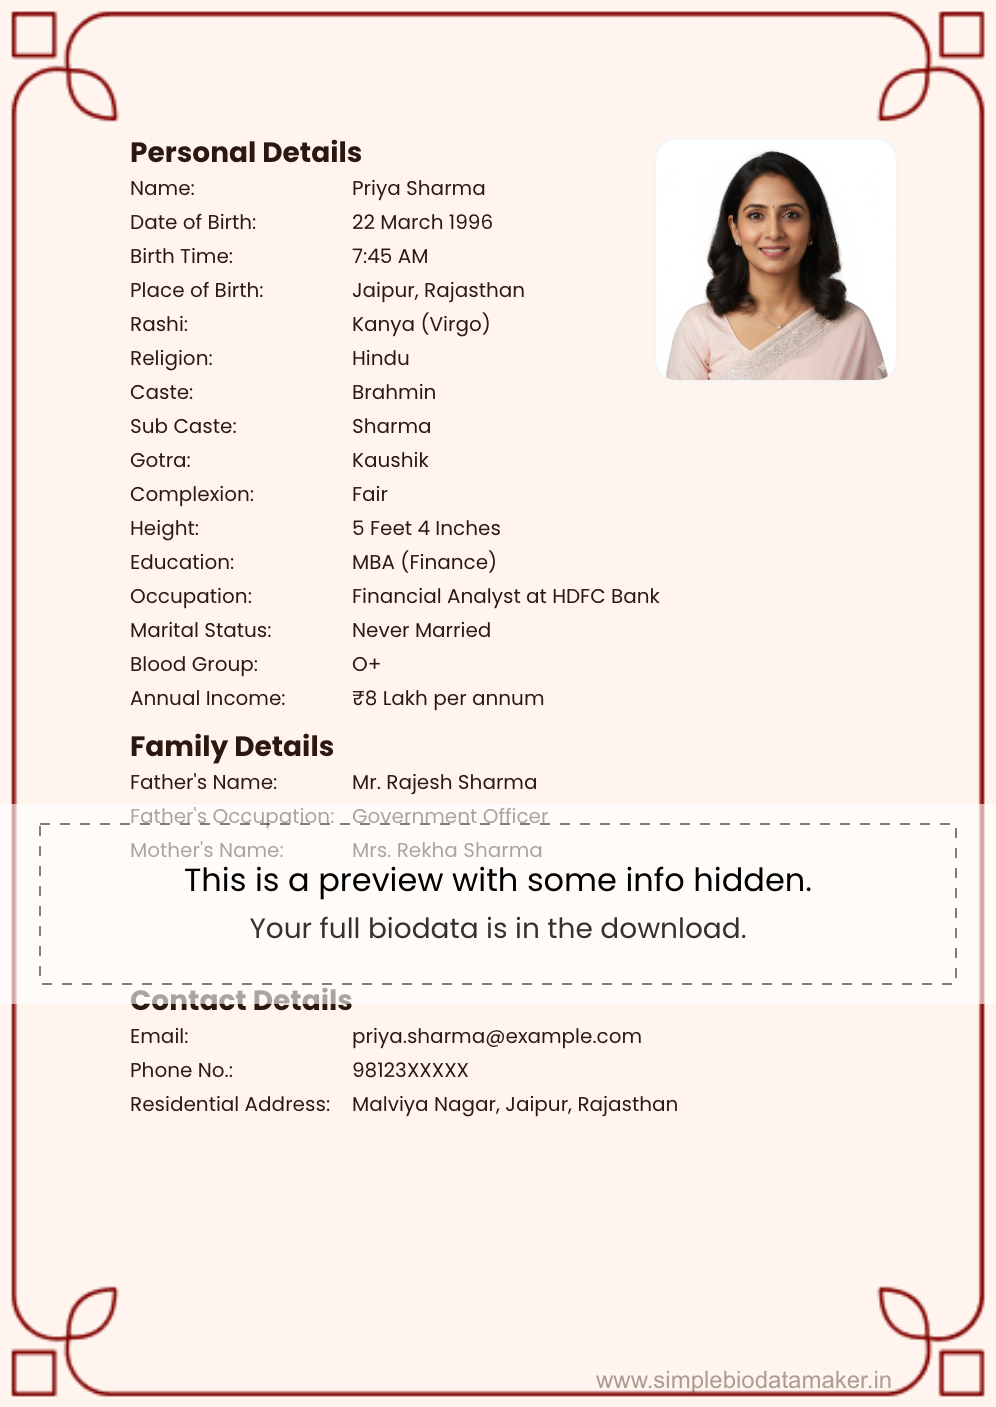 Personal Details
Name: Priya Sharma
Date of Birth: 22 March 1996
Birth Time: 7:45 AM
Place of Birth: Jaipur, Rajasthan
Rashi: Kanya (Virgo)
Religion: Hindu
Caste: Brahmin
Sub Caste: Sharma
Gotra: Kaushik
Complexion: Fair
Height: 5 Feet 4 Inches
Education: MBA (Finance)
Occupation: Financial Analyst at HDFC Bank
Marital Status: Never Married
Blood Group: O+
Annual Income: ₹8 Lakh per annum
Family Details
Father's Name: Mr. Rajesh Sharma
Father's Occupation: Government Officer
Mother's Name: Mrs. Rekha Sharma
This is a preview with some info hidden.
Your full biodata is in the download.
Contact Details
Email: priya.sharma@example.com
Phone No.: 98123XXXXX
Residential Address: Malviya Nagar, Jaipur, Rajasthan
www.simplebiodatamaker.in